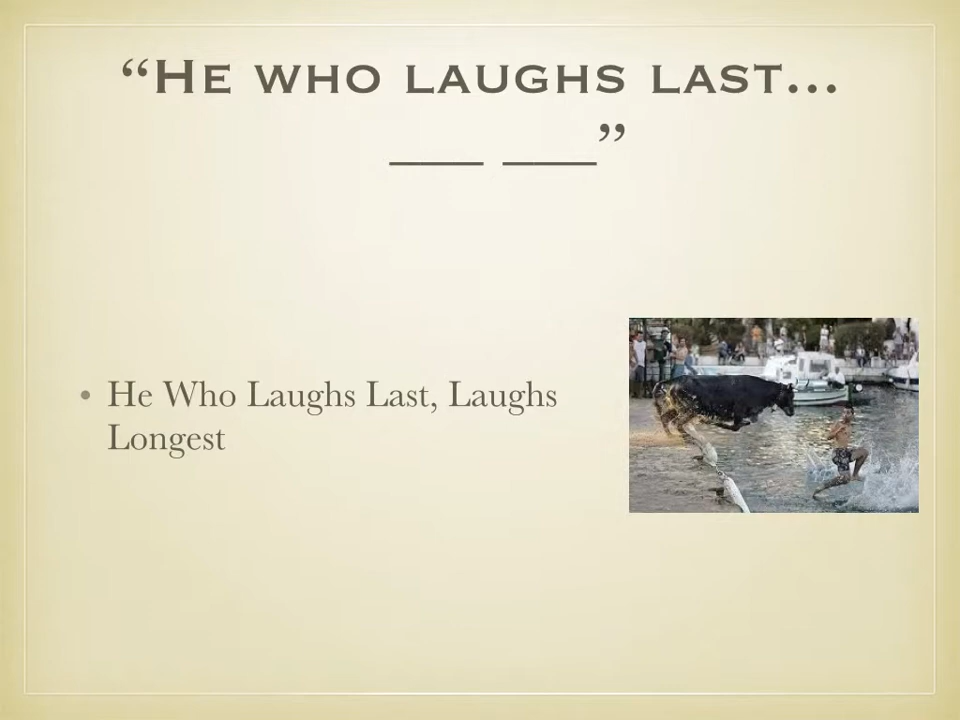 “He who laughs last...
___ ___”
• He Who Laughs Last, Laughs
Longest